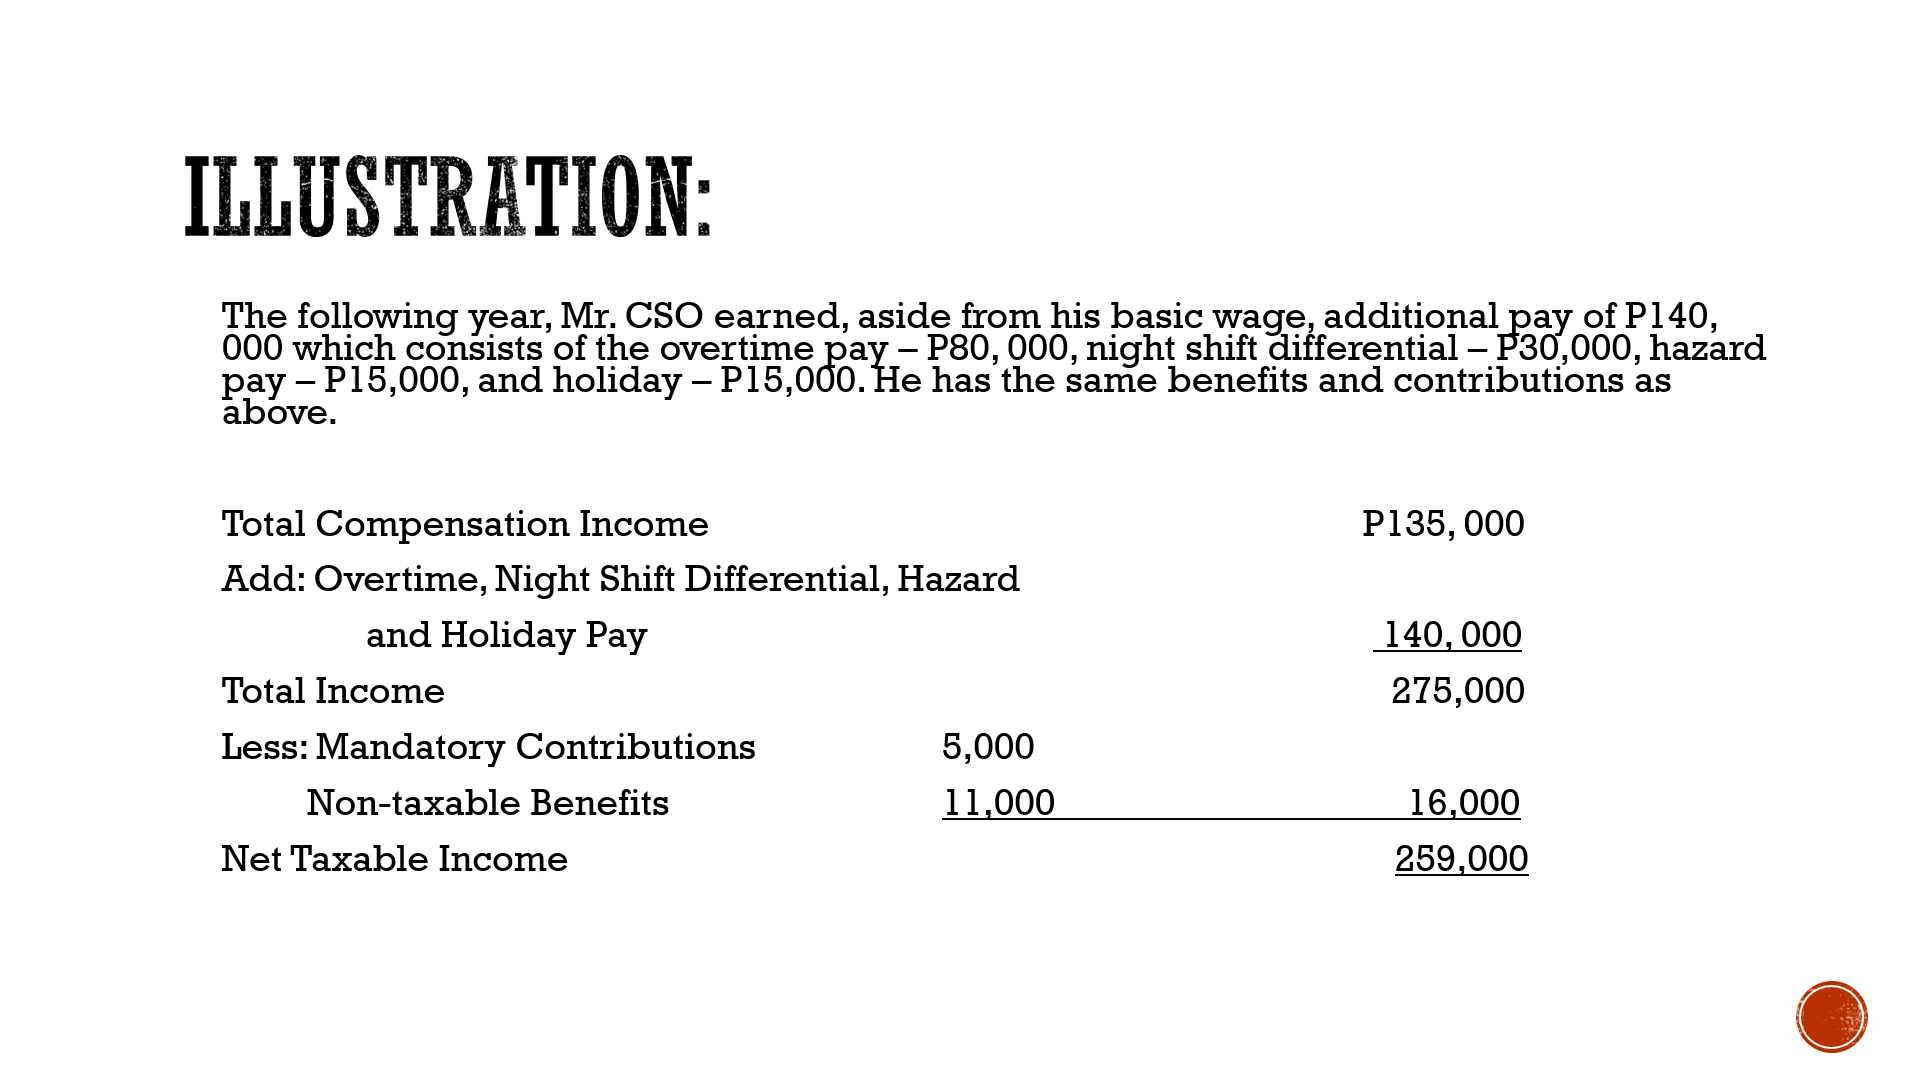 ILLUSTRATION:
The following year, Mr. CSO earned, aside from his basic wage, additional pay of P140,
000 which consists of the overtime pay – P80, 000, night shift differential – P30,000, hazard
pay – P15,000, and holiday – P15,000. He has the same benefits and contributions as
above.
Total Compensation Income P135, 000
Add: Overtime, Night Shift Differential, Hazard
and Holiday Pay 140, 000
Total Income 275,000
Less: Mandatory Contributions 5,000
Non-taxable Benefits 11,000 16,000
Net Taxable Income 259,000